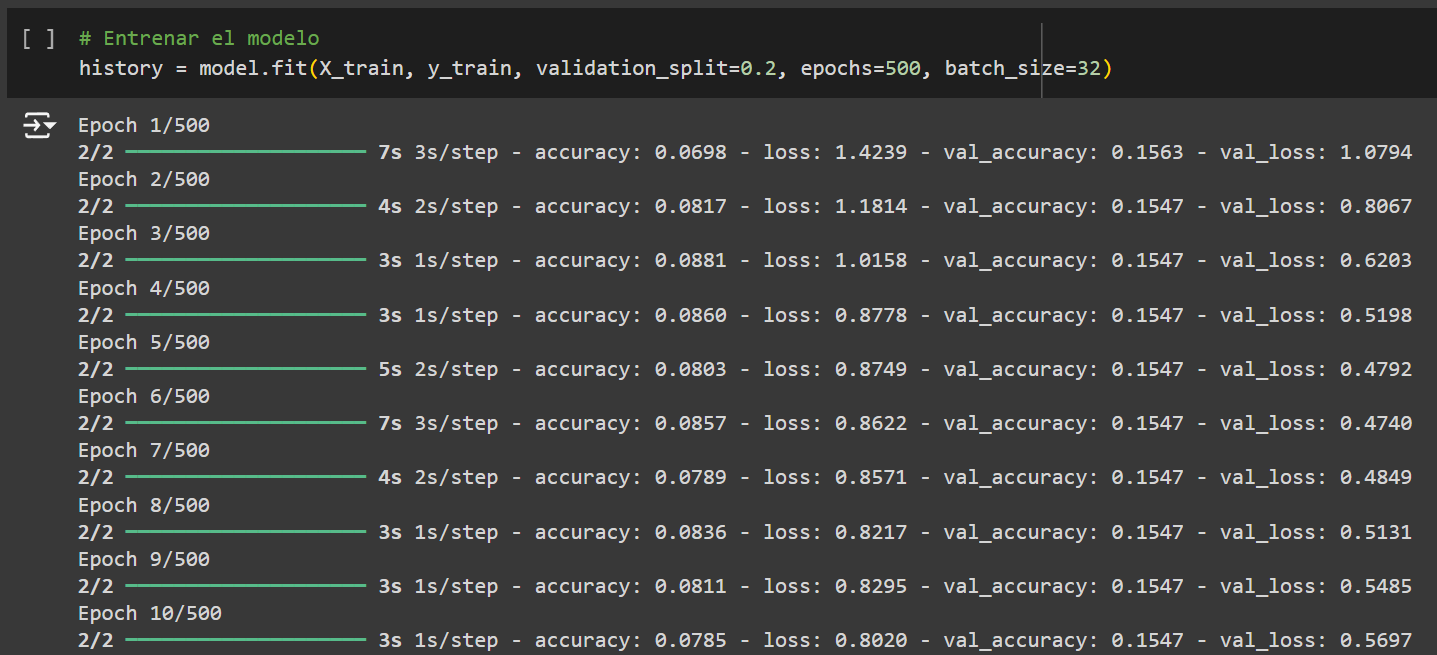 [ ] # Entrenar el modelo
history = model.fit(X_train, y_train, validation_split=0.2, epochs=500, batch_size=32)
Epoch 1/500
2/2 7s 3s/step - accuracy: 0.0698 - loss: 1.4239 - val_accuracy: 0.1563 - val_loss: 1.0794
Epoch 2/500
2/2 4s 2s/step - accuracy: 0.0817 - loss: 1.1814 - val_accuracy: 0.1547 - val_loss: 0.8067
Epoch 3/500
2/2 3s 1s/step - accuracy: 0.0881 - loss: 1.0158 - val_accuracy: 0.1547 - val_loss: 0.6203
Epoch 4/500
2/2 3s 1s/step - accuracy: 0.0860 - loss: 0.8778 - val_accuracy: 0.1547 - val_loss: 0.5198
Epoch 5/500
2/2 5s 2s/step - accuracy: 0.0803 - loss: 0.8749 - val_accuracy: 0.1547 - val_loss: 0.4792
Epoch 6/500
2/2 7s 3s/step - accuracy: 0.0857 - loss: 0.8622 - val_accuracy: 0.1547 - val_loss: 0.4740
Epoch 7/500
2/2 4s 2s/step - accuracy: 0.0789 - loss: 0.8571 - val_accuracy: 0.1547 - val_loss: 0.4849
Epoch 8/500
2/2 3s 1s/step - accuracy: 0.0836 - loss: 0.8217 - val_accuracy: 0.1547 - val_loss: 0.5131
Epoch 9/500
2/2 3s 1s/step - accuracy: 0.0811 - loss: 0.8295 - val_accuracy: 0.1547 - val_loss: 0.5485
Epoch 10/500
2/2 3s 1s/step - accuracy: 0.0785 - loss: 0.8020 - val_accuracy: 0.1547 - val_loss: 0.5697